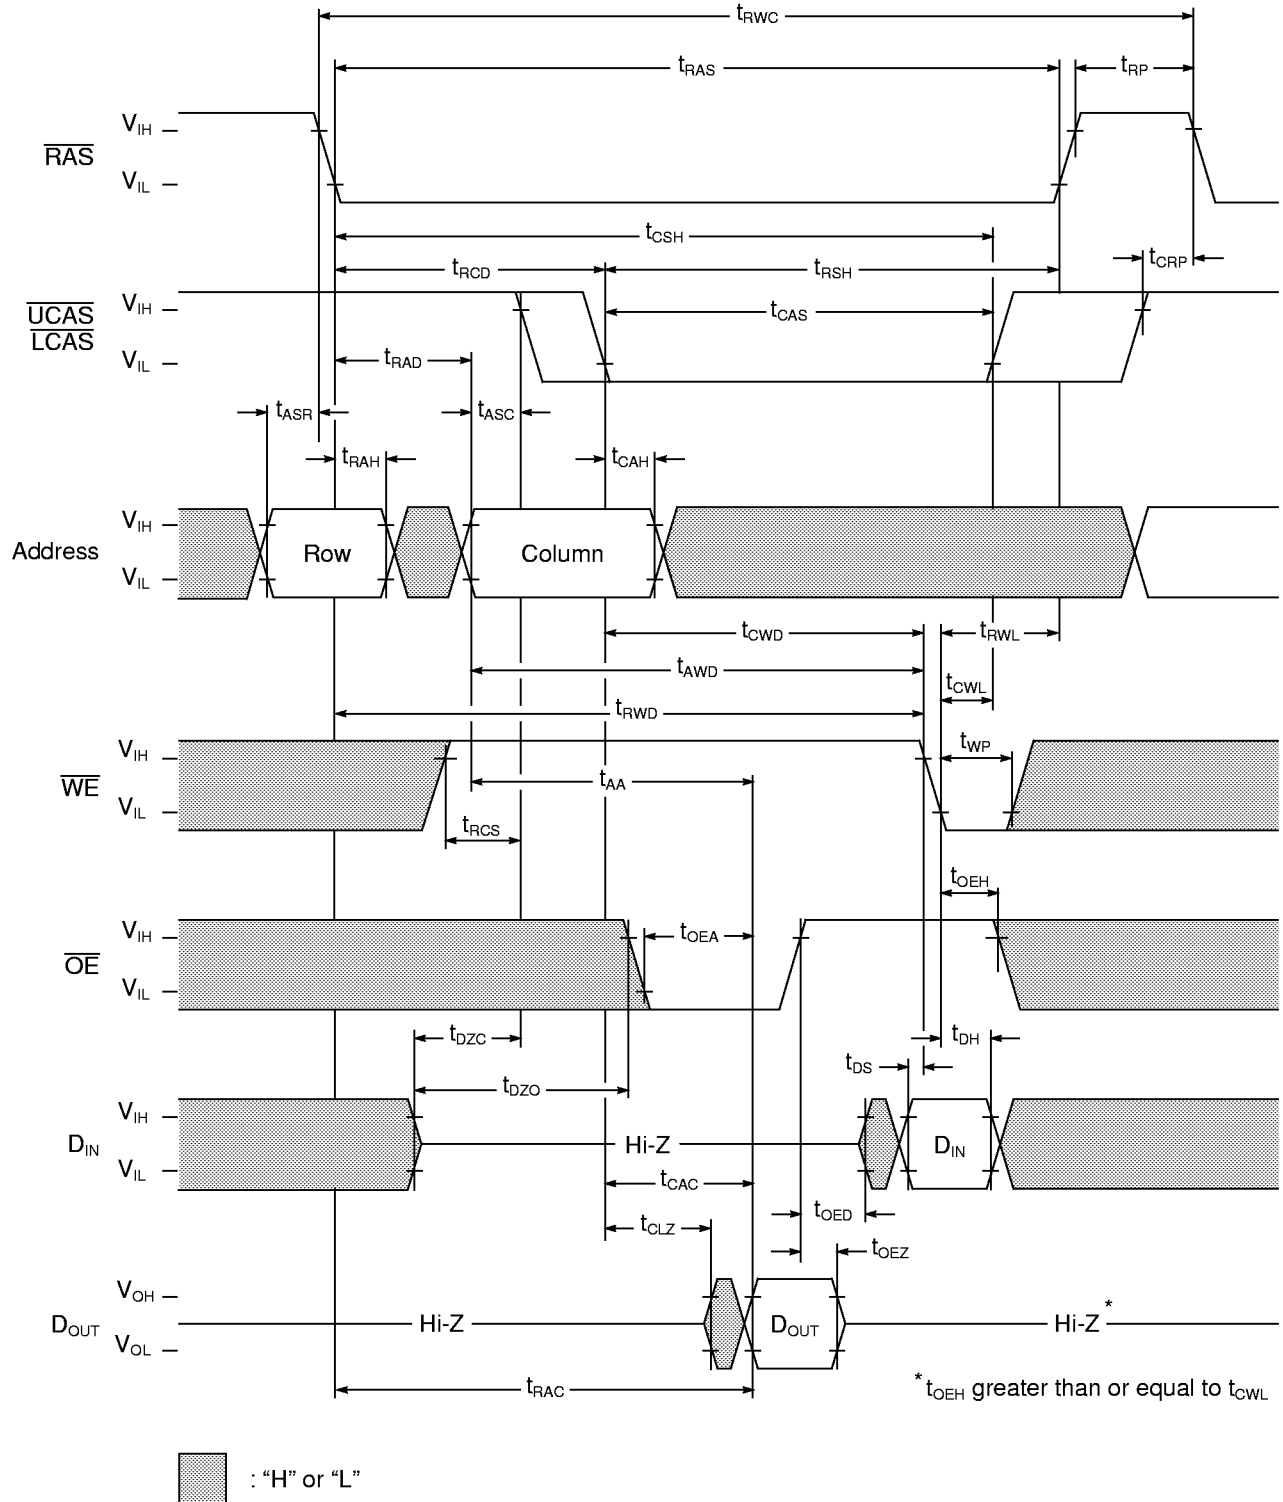 tRWC
tRAS
tRP
VIH
RAS
VIL
tCSH
tRCD
tRSH
tCRP
VIH
UCAS
LCAS
tCAS
VIL
tRAD
tASR
tASC
tRAH
tCAH
VIH
Address
Row
Column
VIL
tCWD
tRWL
tAWD
tCWL
tRWD
VIH
tWP
WE
tAA
VIL
tRCS
tOEH
VIH
tOEA
OE
VIL
tDZC
tDH
tDS
tDZO
VIH
DIN
Hi-Z
DIN
VIL
tCAC
tOED
tCLZ
tOEZ
VOH
DOUT
Hi-Z
DOUT
Hi-Z*
VOL
tRAC
*tOEH greater than or equal to tCWL
: “H” or “L”